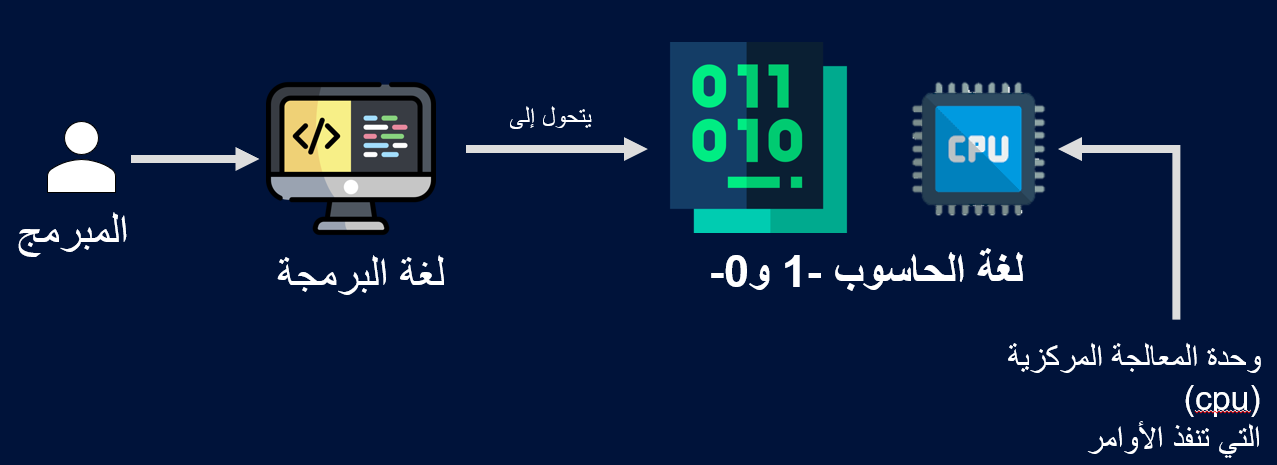 المبرمج
</>
لغة البرمجة
يتحول إلى
011
010
CPU
لغة الحاسوب -1 و0-
وحدة المعالجة المركزية
(cpu)
التي تنفذ الأوامر